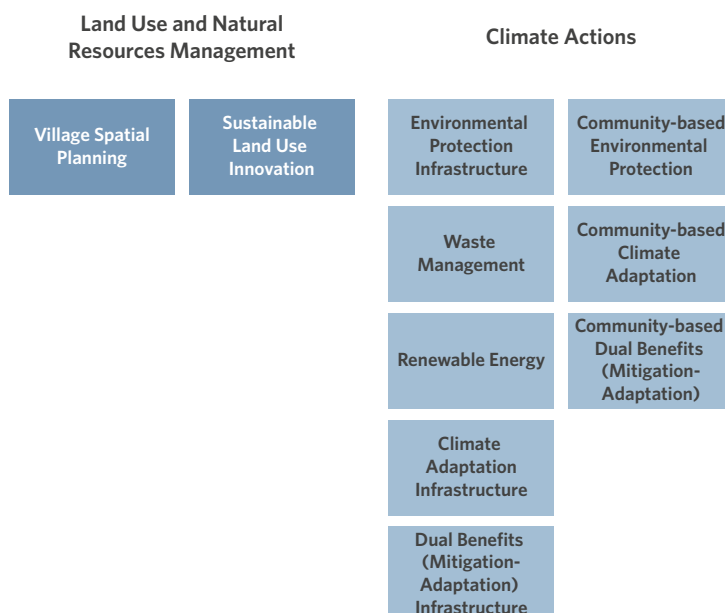 Land Use and Natural
Resources Management
Climate Actions
Village Spatial
Planning
Sustainable
Land Use
Innovation
Environmental
Protection
Infrastructure
Community-based
Environmental
Protection
Waste
Management
Community-based
Climate
Adaptation
Renewable Energy
Community-based
Dual Benefits
(Mitigation-
Adaptation)
Climate
Adaptation
Infrastructure
Dual Benefits
(Mitigation-
Adaptation)
Infrastructure